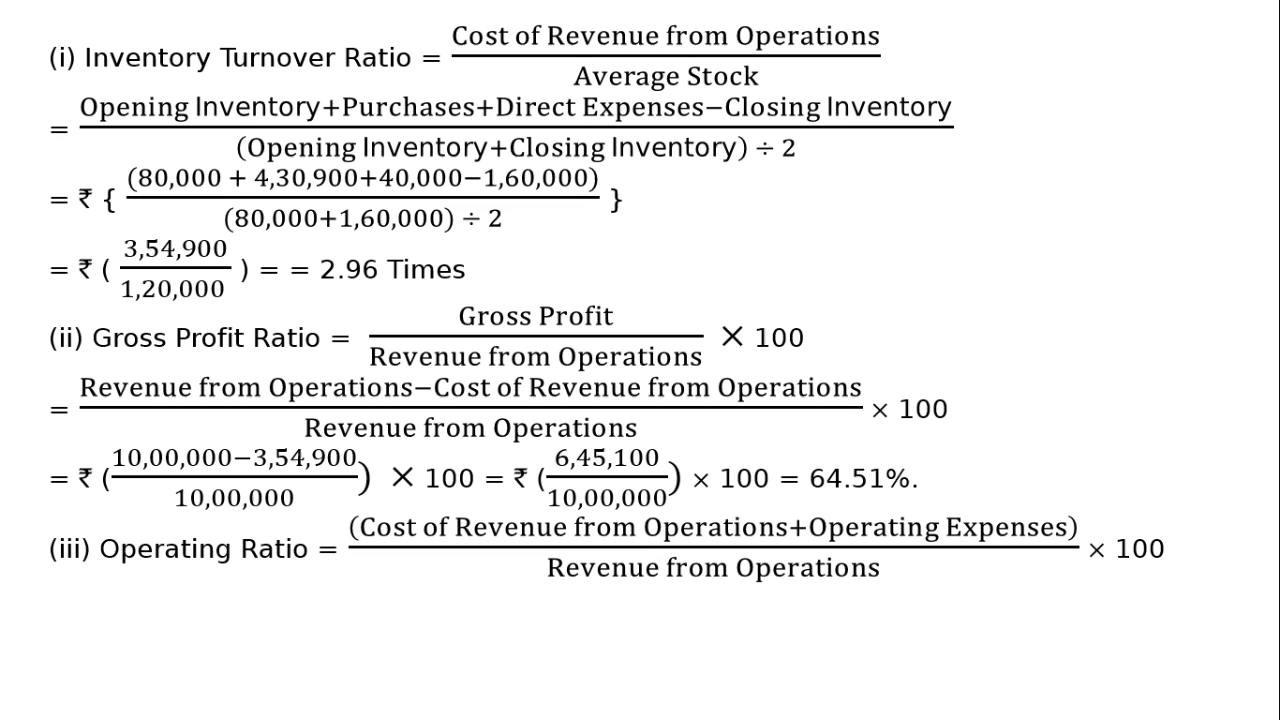 (i) Inventory Turnover Ratio = Cost of Revenue from Operations / Average Stock
= Opening Inventory+Purchases+Direct Expenses−Closing Inventory / (Opening Inventory+Closing Inventory) ÷ 2
= ₹ { (80,000 + 4,30,900+40,000−1,60,000) / (80,000+1,60,000) ÷ 2 }
= ₹ ( 3,54,900 / 1,20,000 ) = = 2.96 Times
(ii) Gross Profit Ratio = Gross Profit / Revenue from Operations × 100
= Revenue from Operations−Cost of Revenue from Operations / Revenue from Operations × 100
= ₹ (10,00,000−3,54,900 / 10,00,000) × 100 = ₹ (6,45,100 / 10,00,000) × 100 = 64.51%.
(iii) Operating Ratio = (Cost of Revenue from Operations+Operating Expenses) / Revenue from Operations × 100